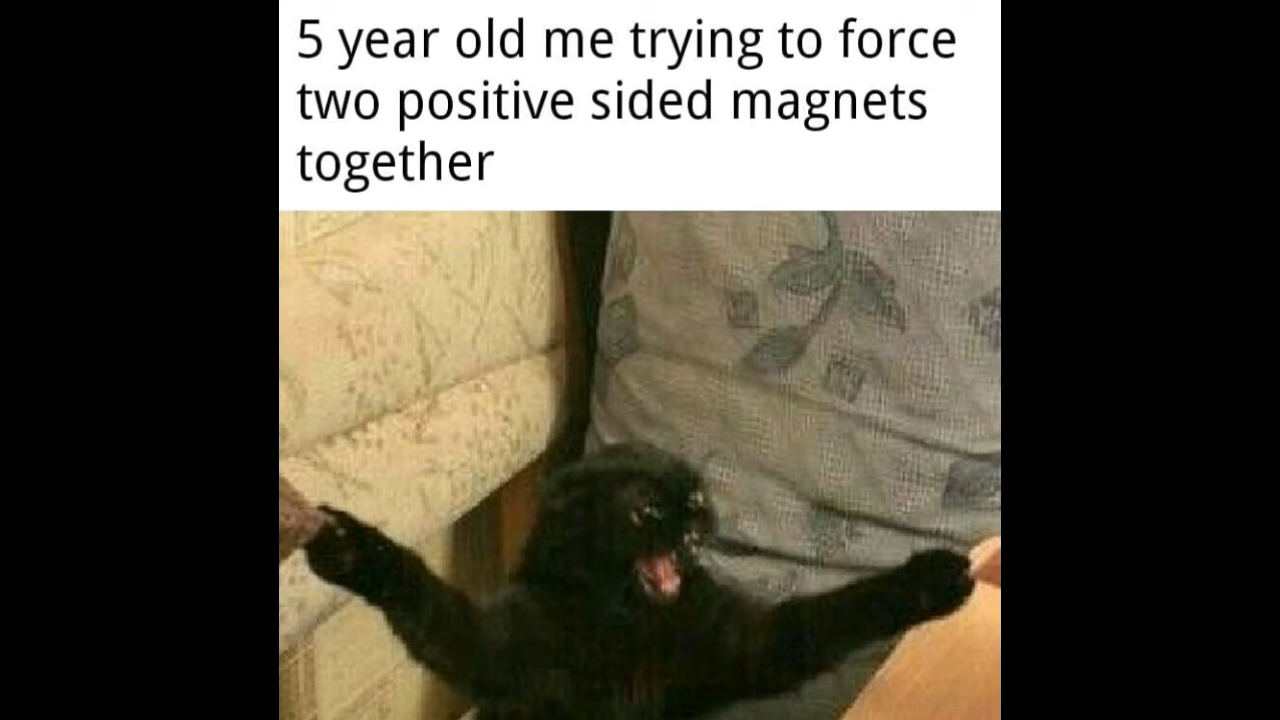 5 year old me trying to force
two positive sided magnets
together